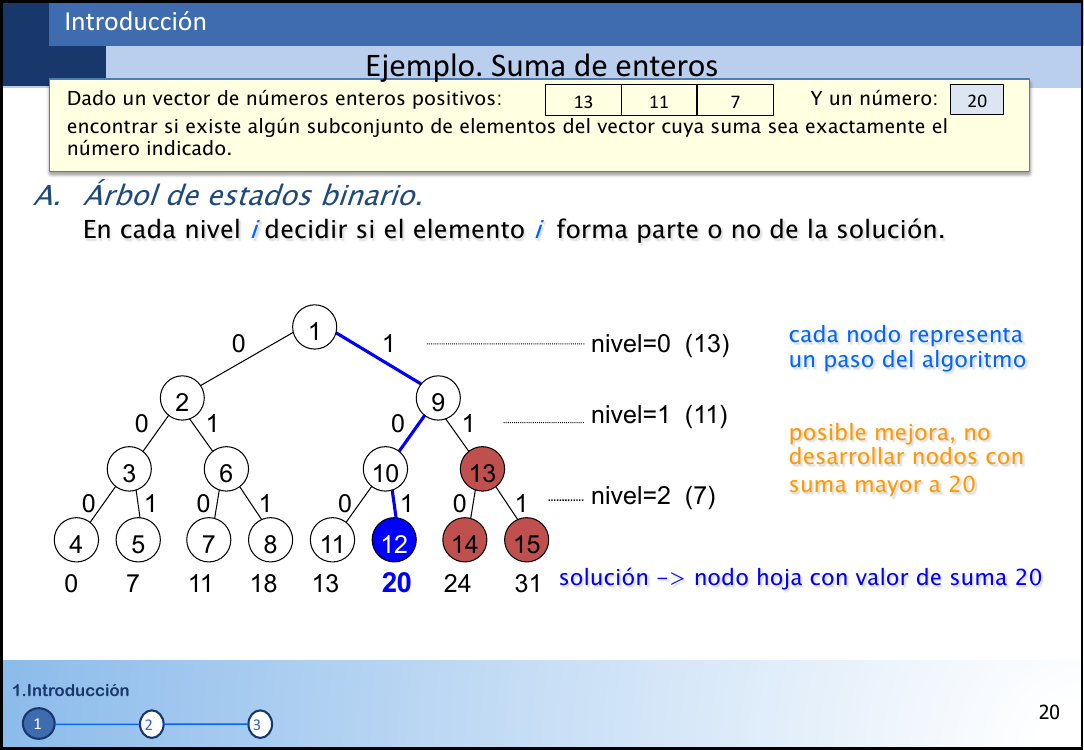 Introducción
Ejemplo. Suma de enteros
Dado un vector de números enteros positivos: 13 11 7 Y un número: 20
encontrar si existe algún subconjunto de elementos del vector cuya suma sea exactamente el
número indicado.
A. Árbol de estados binario.
En cada nivel i decidir si el elemento i forma parte o no de la solución.
1
0 1 nivel=0 (13)
cada nodo representa
un paso del algoritmo
2 9
0 1 0 1 nivel=1 (11)
posible mejora, no
desarrollar nodos con
suma mayor a 20
3 6 10 13
0 1 0 1 0 1 0 1 nivel=2 (7)
4 5 7 8 11 12 14 15
0 7 11 18 13 20 24 31 solución -> nodo hoja con valor de suma 20
1.Introducción
1 2 3
20